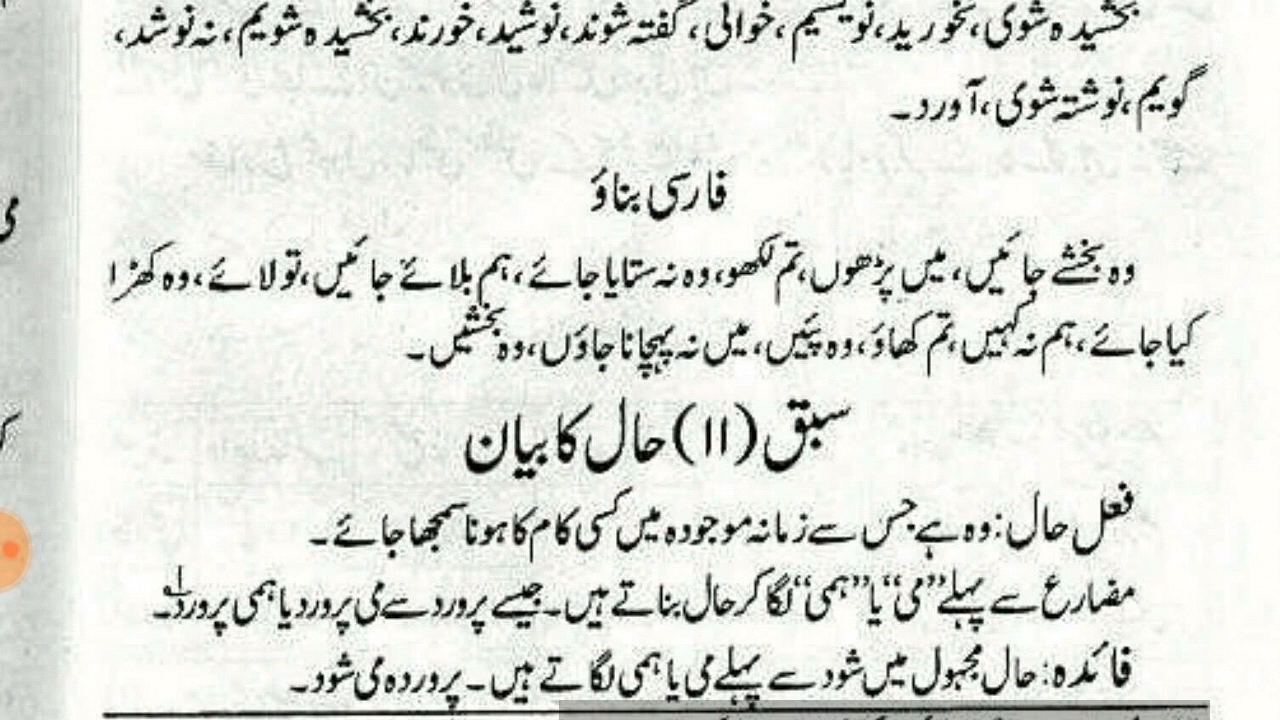 بخشیدہ شوی، بخورید، نویسیم، خوانی، گفتہ شوند، نوشید، خورند، بخشیدہ شویم، نہ نوشد،
گویم، نوشتہ شوی، آورد۔
فارسی بناؤ
وہ بخشے جائیں، میں پڑھوں، تم لکھو، وہ نہ ستایا جائے، ہم بلائے جائیں، تو لائے، وہ کھڑا
کیا جائے، ہم نہ کہیں، تم کھاؤ، وہ پئیں، میں نہ پہچانا جاؤں، وہ بخشیں۔
سبق (۱۱) حال کا بیان
فعل حال: وہ ہے جس سے زمانہ موجودہ میں کسی کام کا ہونا سمجھا جائے۔
مضارع سے پہلے ”می“ یا ”ہمی“ لگا کر حال بناتے ہیں۔ جیسے پرورد سے می پرورد یا ہمی پرورد۔
فائدہ: حال مجہول میں شود سے پہلے می یا ہمی لگاتے ہیں۔ پروردہ می شود۔